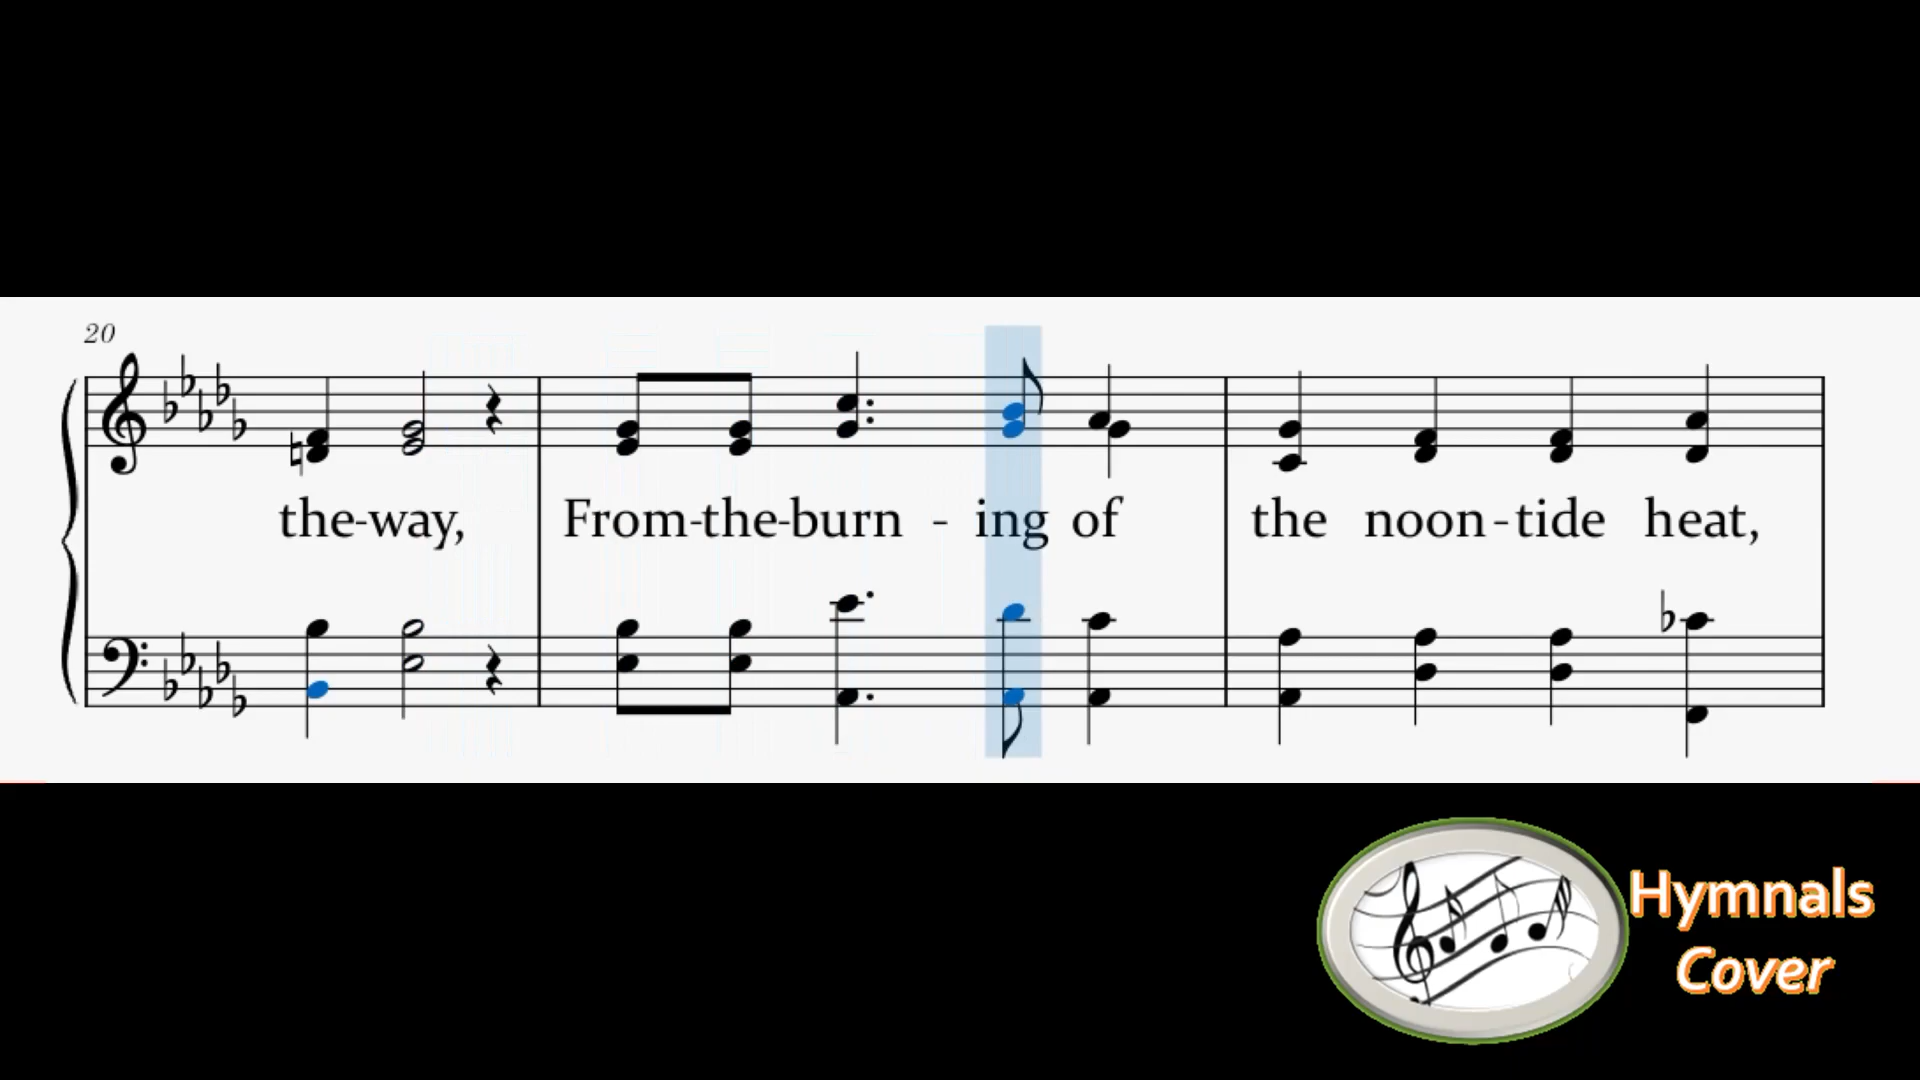 20
the-way, From-the-burn - ing of the noon-tide heat,
Hymnals
Cover